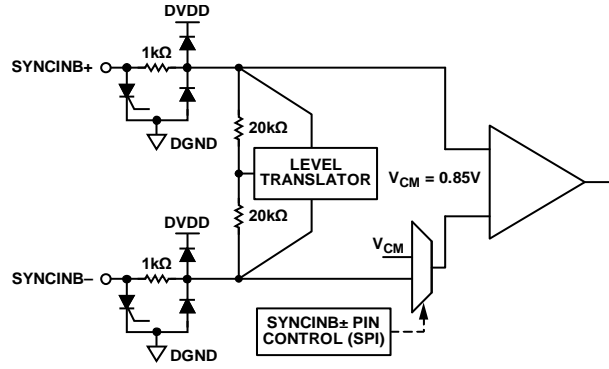 DVDD
1kΩ
SYNCINB+
DGND
20kΩ
LEVEL
TRANSLATOR
VCM = 0.85V
20kΩ
DVDD
1kΩ
VCM
SYNCINB–
DGND
SYNCINB± PIN
CONTROL (SPI)